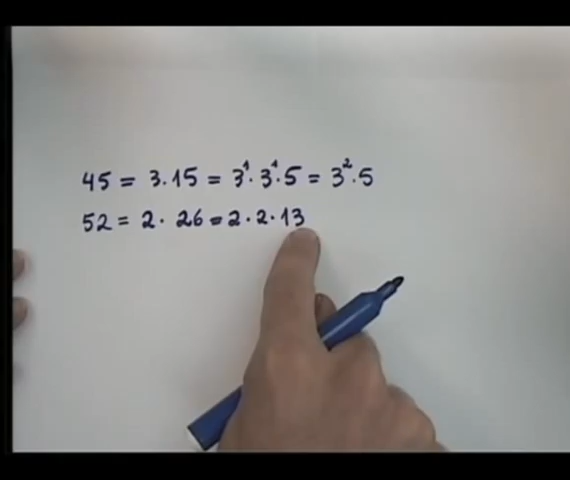 45 = 3.15 = 3¹·3¹·5 = 3²·5
52 = 2· 26 = 2·2·13